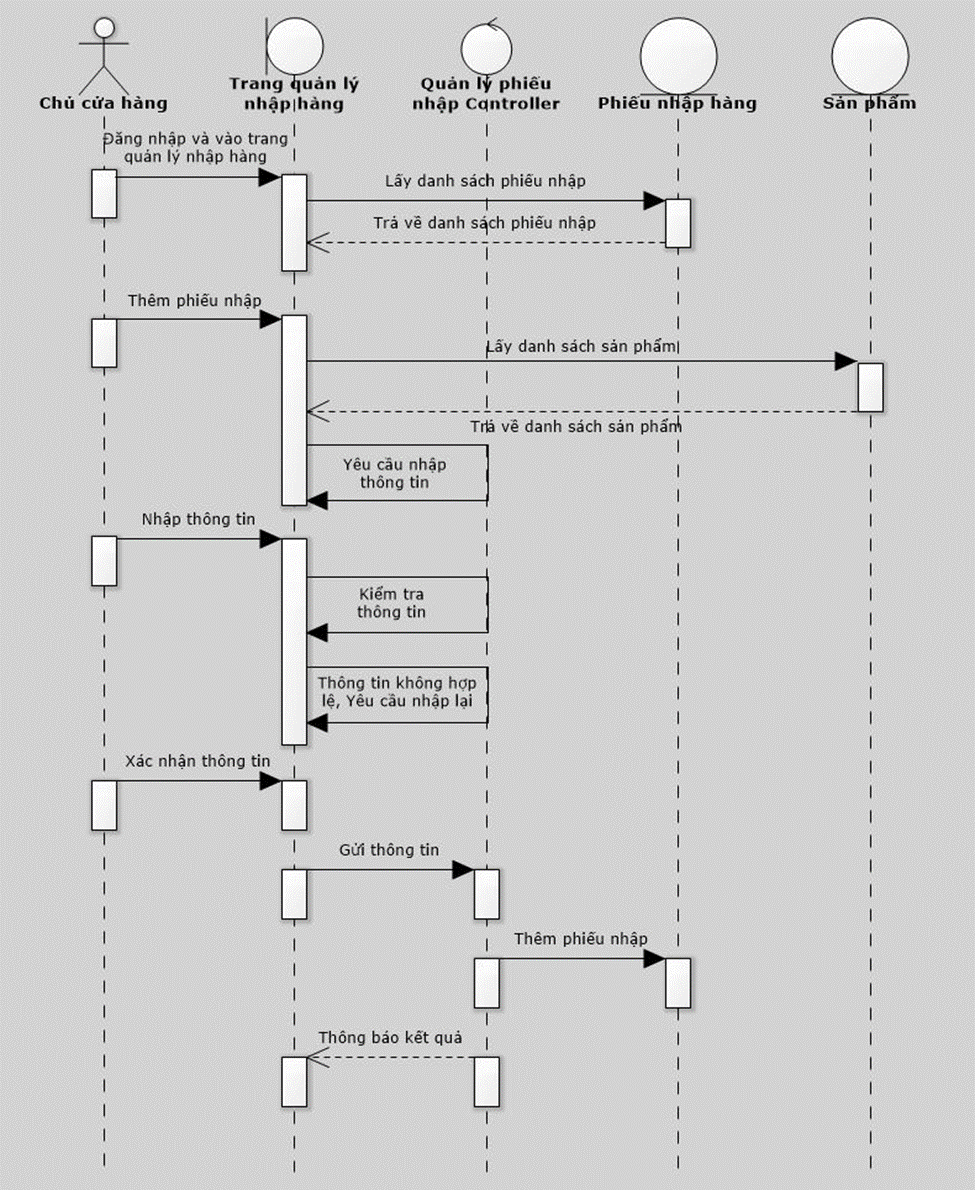 Chủ cửa hàng
Trang quản lý
nhập hàng
Quản lý phiếu
nhập Controller
Phiếu nhập hàng
Sản phẩm
Đăng nhập và vào trang
quản lý nhập hàng
Lấy danh sách phiếu nhập
Trả về danh sách phiếu nhập
Thêm phiếu nhập
Lấy danh sách sản phẩm
Trả về danh sách sản phẩm
Yêu cầu nhập
thông tin
Nhập thông tin
Kiểm tra
thông tin
Thông tin không hợp
lệ, Yêu cầu nhập lại
Xác nhận thông tin
Gửi thông tin
Thêm phiếu nhập
Thông báo kết quả